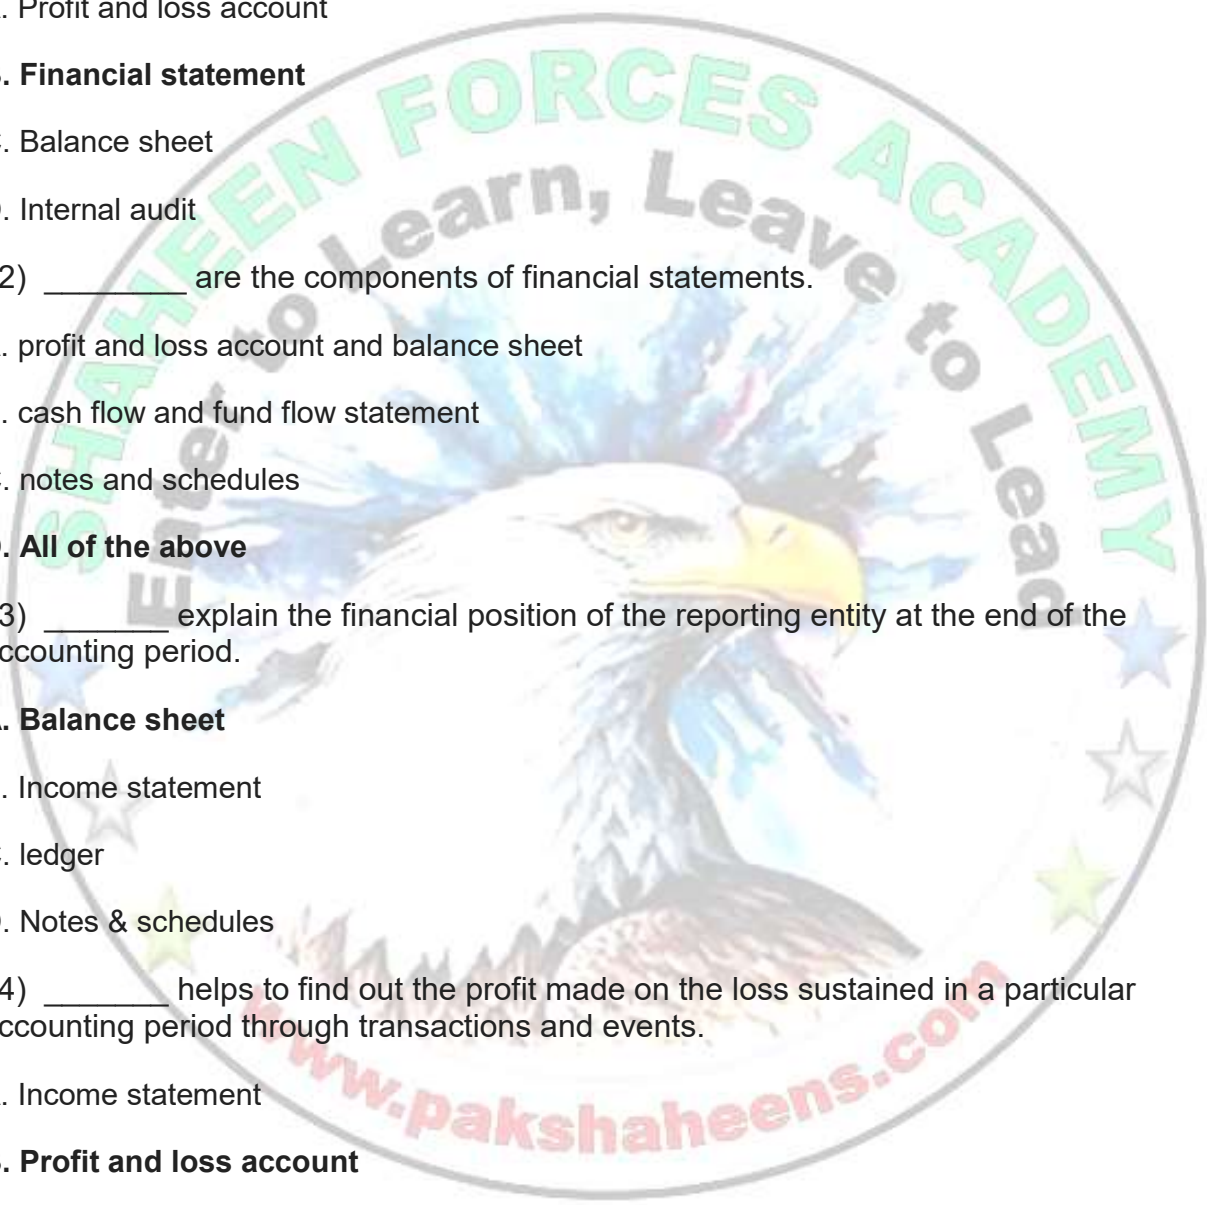 . Profit and loss account
. Financial statement
. Balance sheet
. Internal audit
2) ________ are the components of financial statements.
. profit and loss account and balance sheet
. cash flow and fund flow statement
. notes and schedules
. All of the above
3) _______ explain the financial position of the reporting entity at the end of the
ccounting period.
. Balance sheet
. Income statement
. ledger
. Notes & schedules
4) _______ helps to find out the profit made on the loss sustained in a particular
ccounting period through transactions and events.
. Income statement
. Profit and loss account
SHAHEEN FORCES ACADEMY
Enter to Learn, Leave to Lead
www.pakshaheens.com